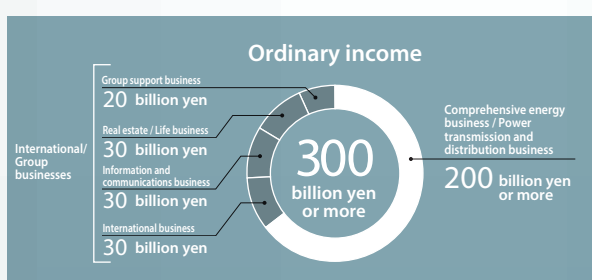 Ordinary income
International/
Group
businesses
Group support business
20 billion yen
Real estate / Life business
30 billion yen
Information and
communications business
30 billion yen
International business
30 billion yen
300
billion yen
or more
Comprehensive energy
business / Power
transmission and
distribution business
200 billion yen
or more